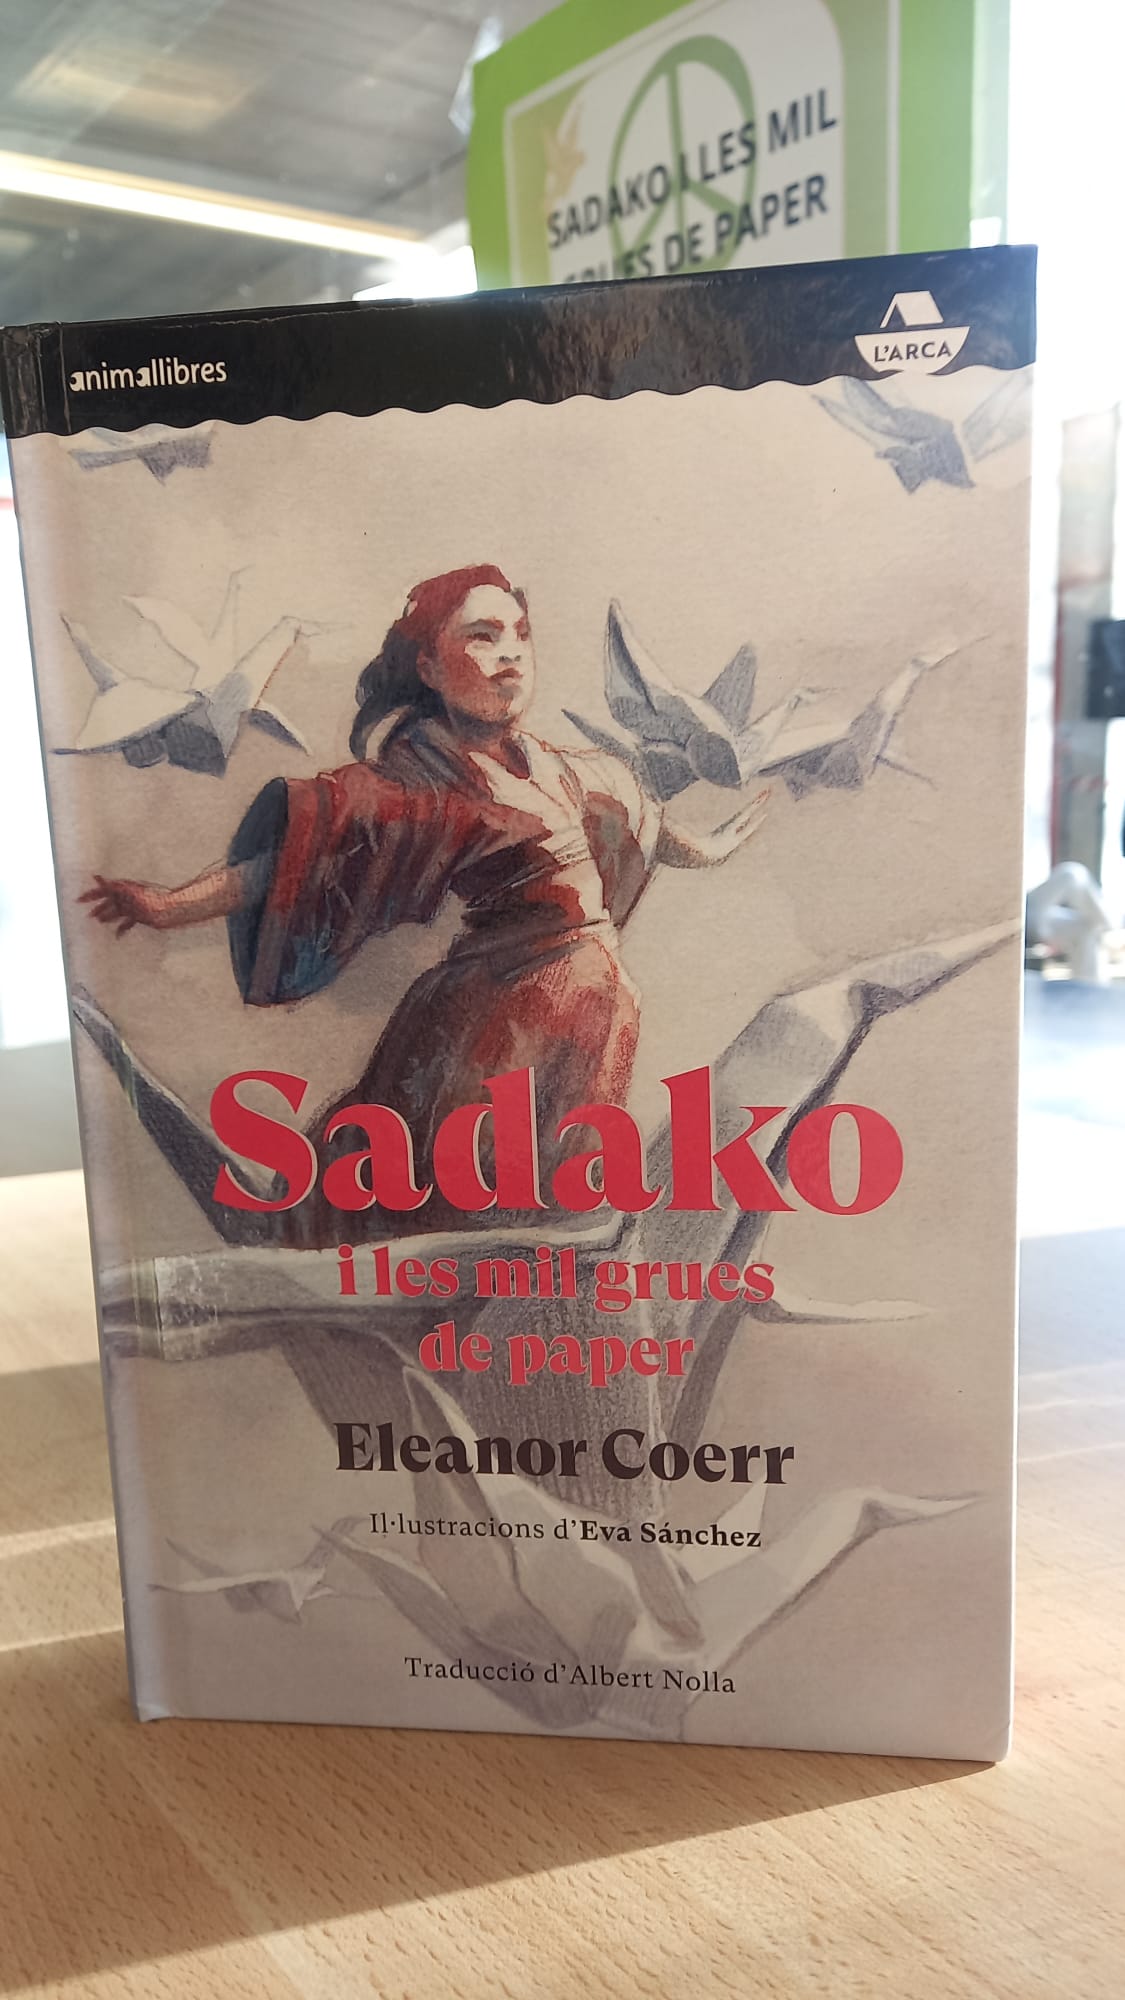 SADAKO I LES MIL
GRUES DE PAPER
animallibres
L'ARCA
Sadako
i les mil grues
de paper
Eleanor Coerr
Il·lustracions d'Eva Sánchez
Traducció d'Albert Nolla